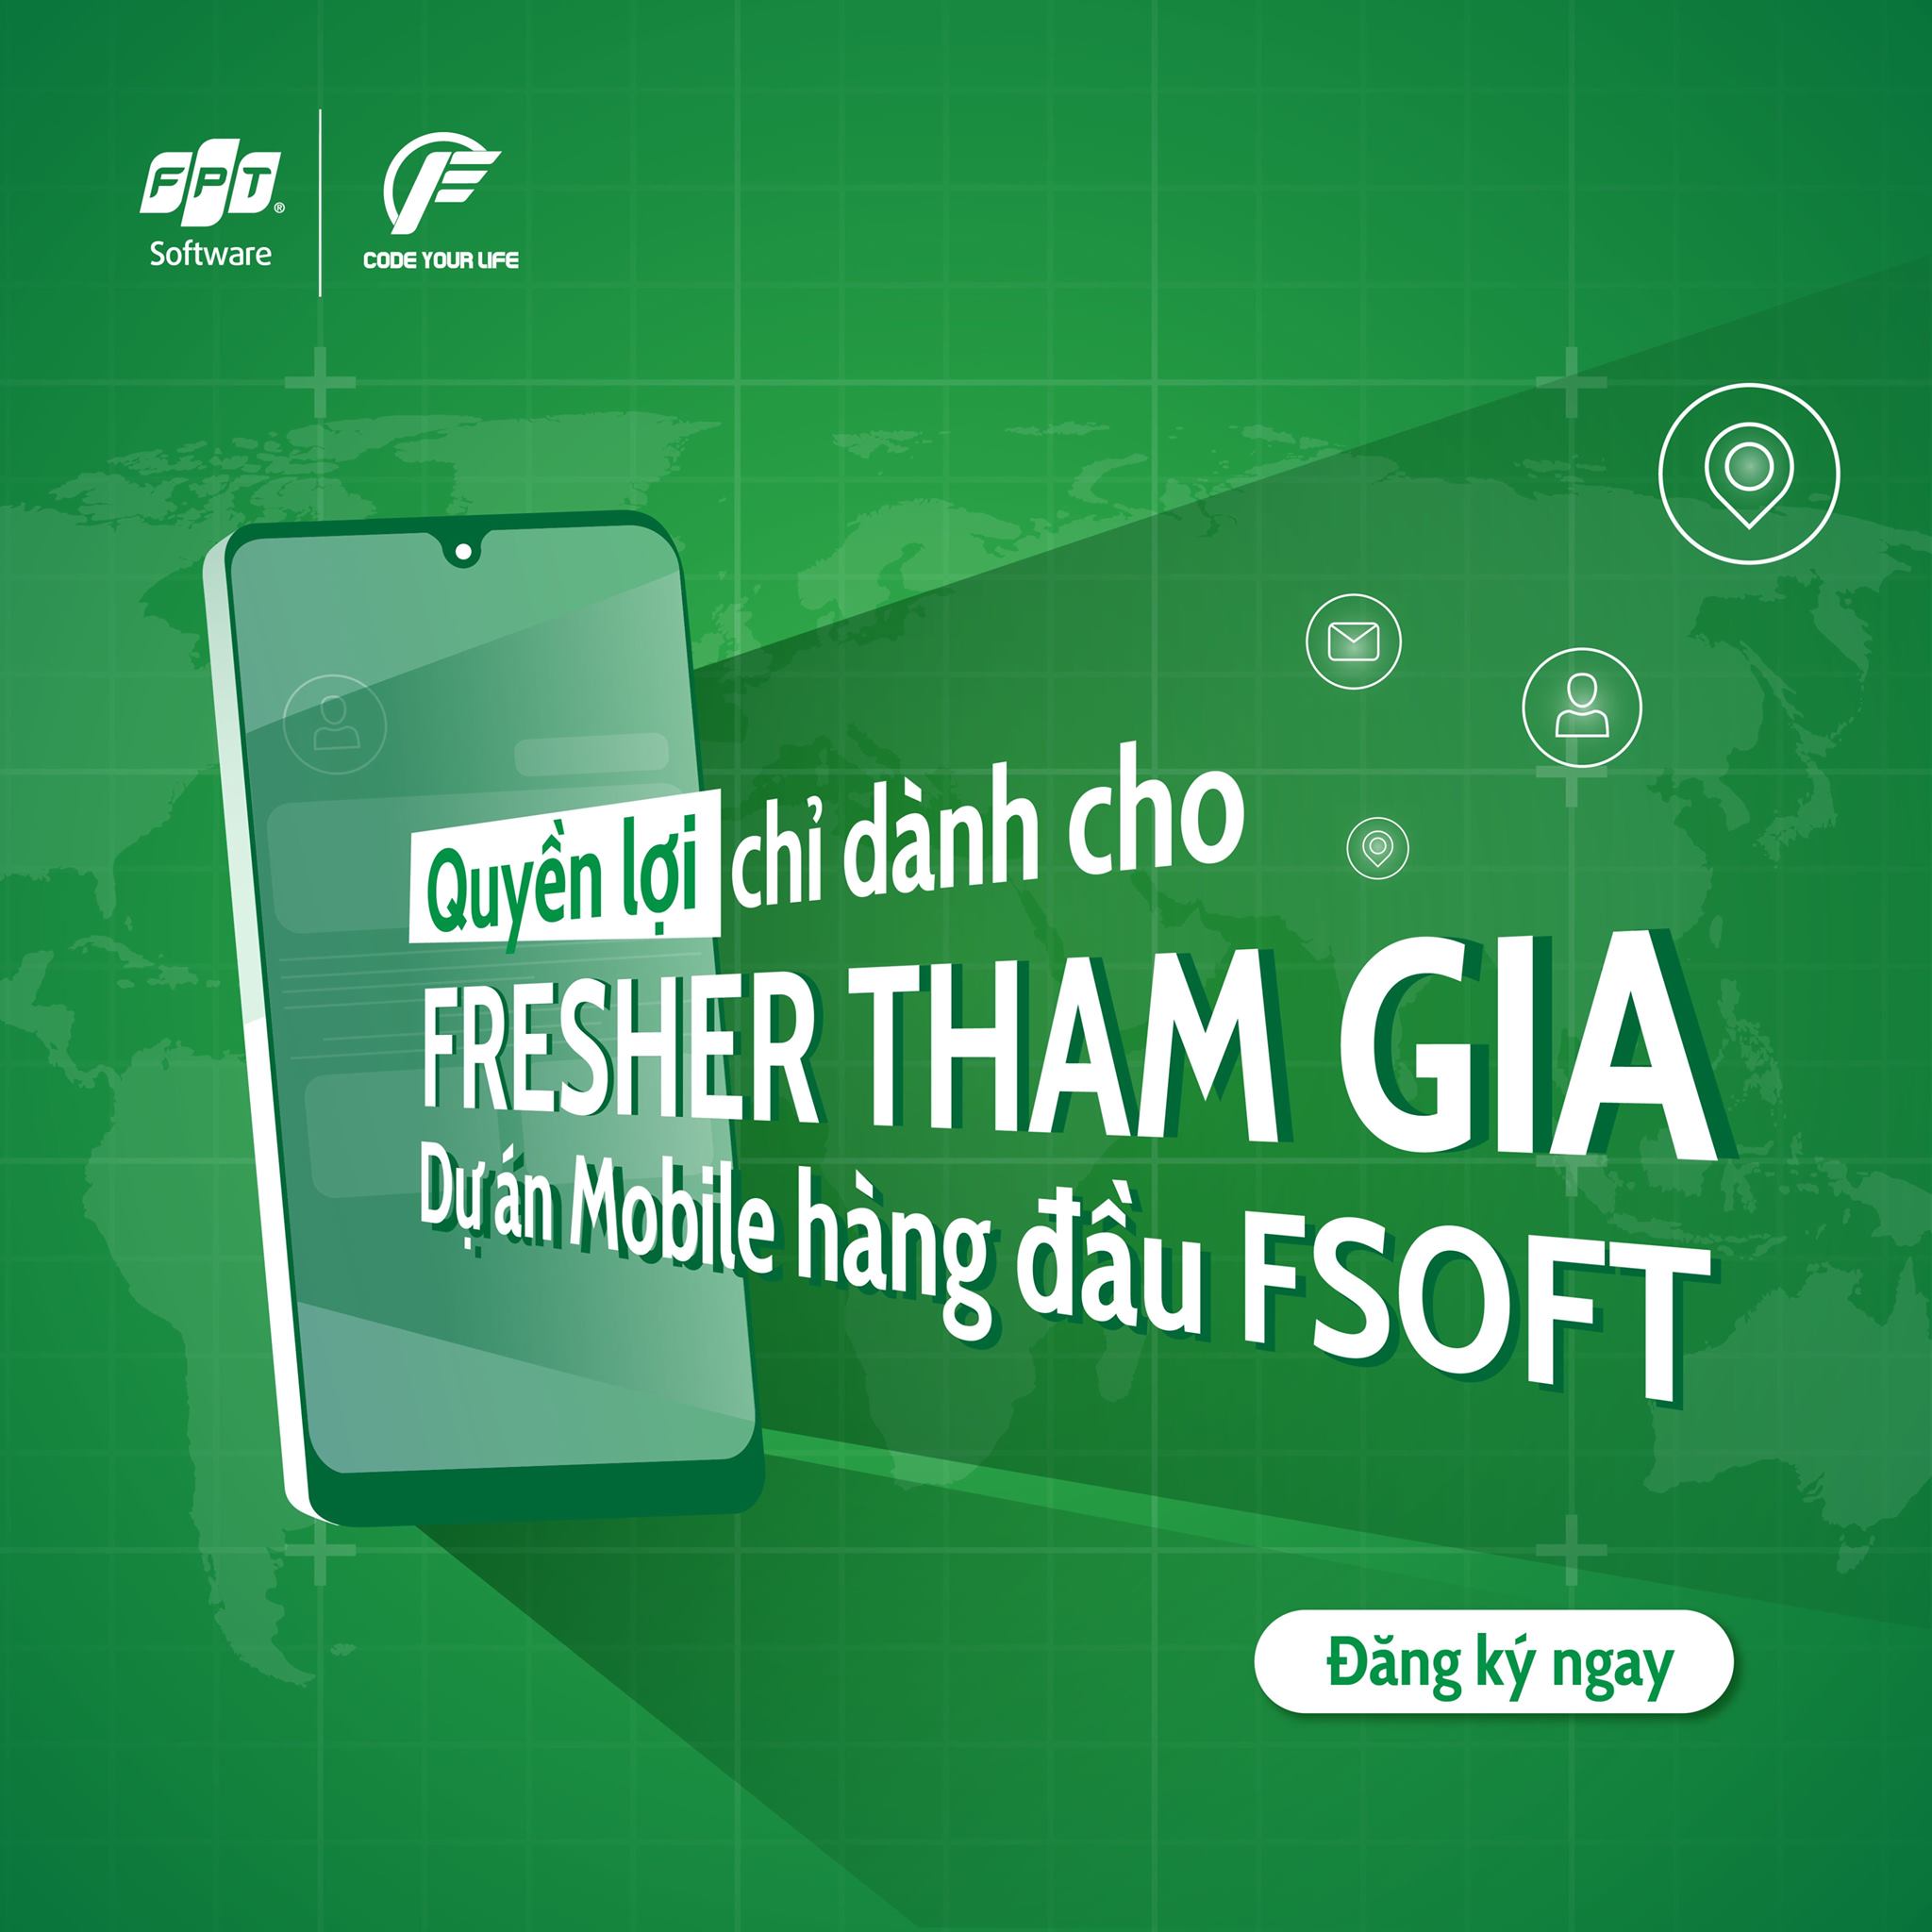 FPT®
Software
CODE YOUR LIFE
Quyền lợi chỉ dành cho
FRESHER THAM GIA
Dự án Mobile hàng đầu FSOFT
Đăng ký ngay